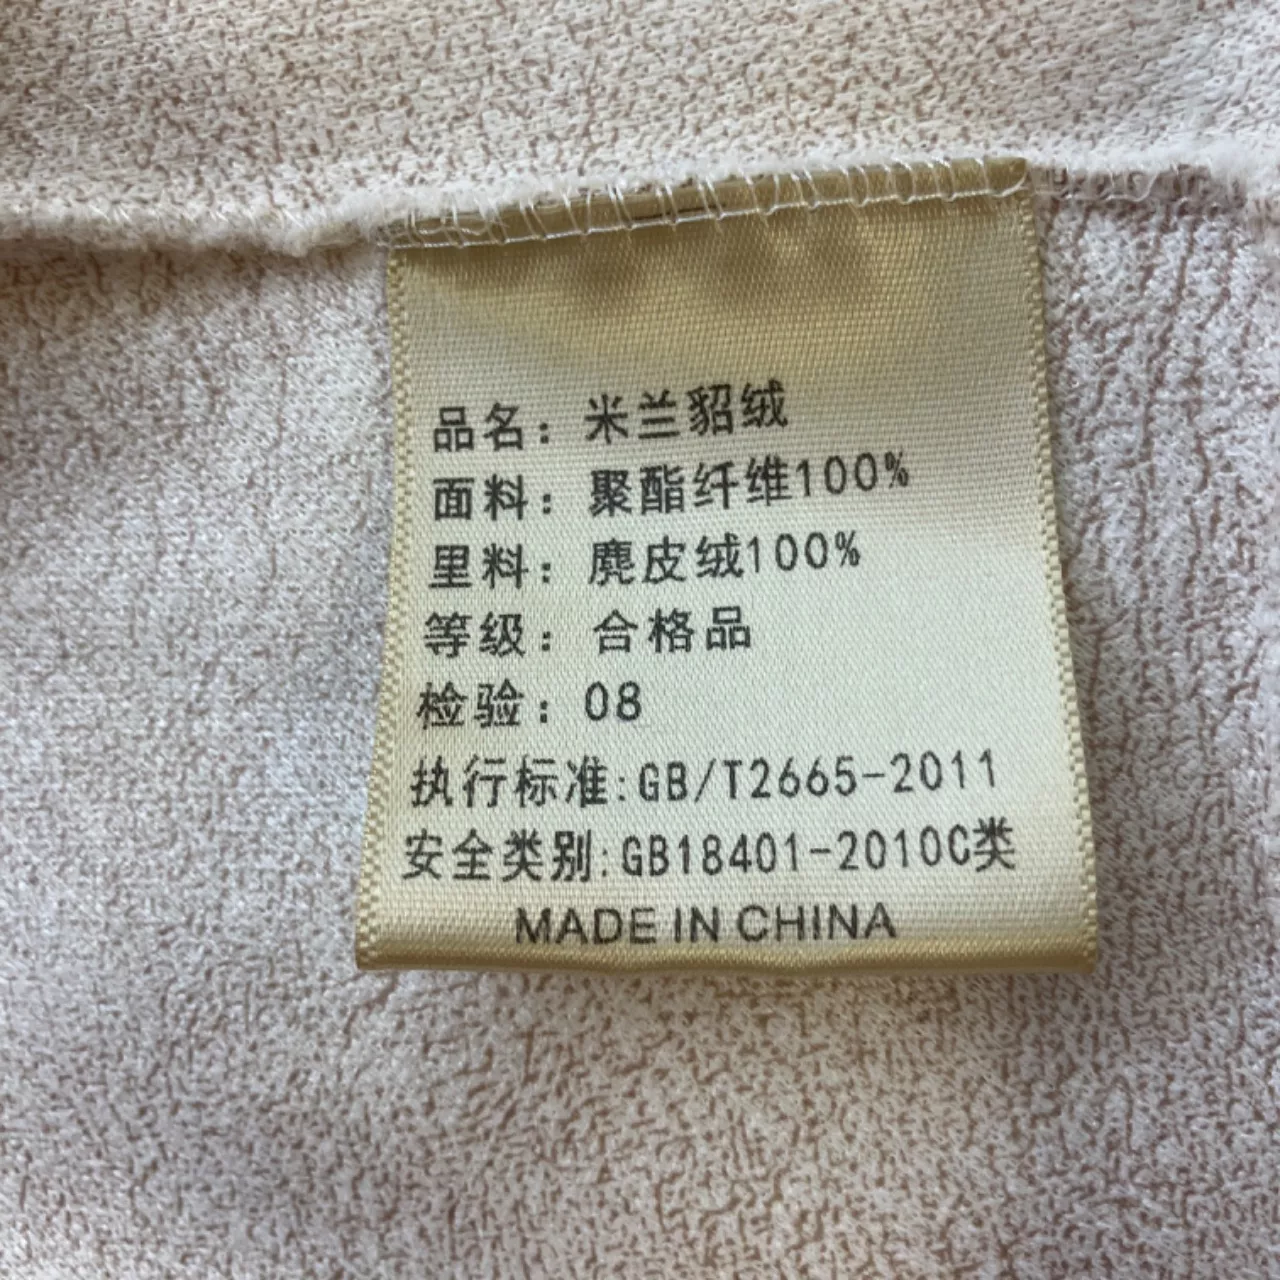 品名：米兰貂绒
面料：聚酯纤维100%
里料：麂皮绒100%
等级：合格品
检验：08
执行标准:GB/T2665-2011
安全类别:GB18401-2010C类
MADE IN CHINA